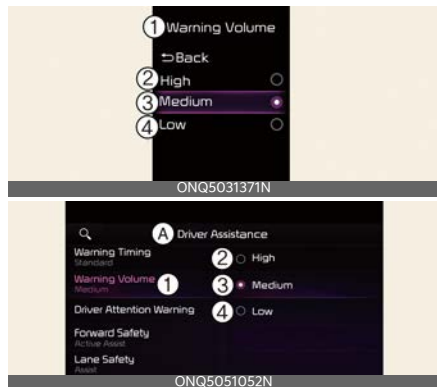 ① Warning Volume
Back
② High
③ Medium
④ Low
ONQ5031371N
Ⓐ Driver Assistance
Warning Timing
Standard
② High
Warning Volume ①
Medium
③ Medium
Driver Attention Warning
④ Low
Forward Safety
Active Assist
Lane Safety
Assist
ONQ5051052N